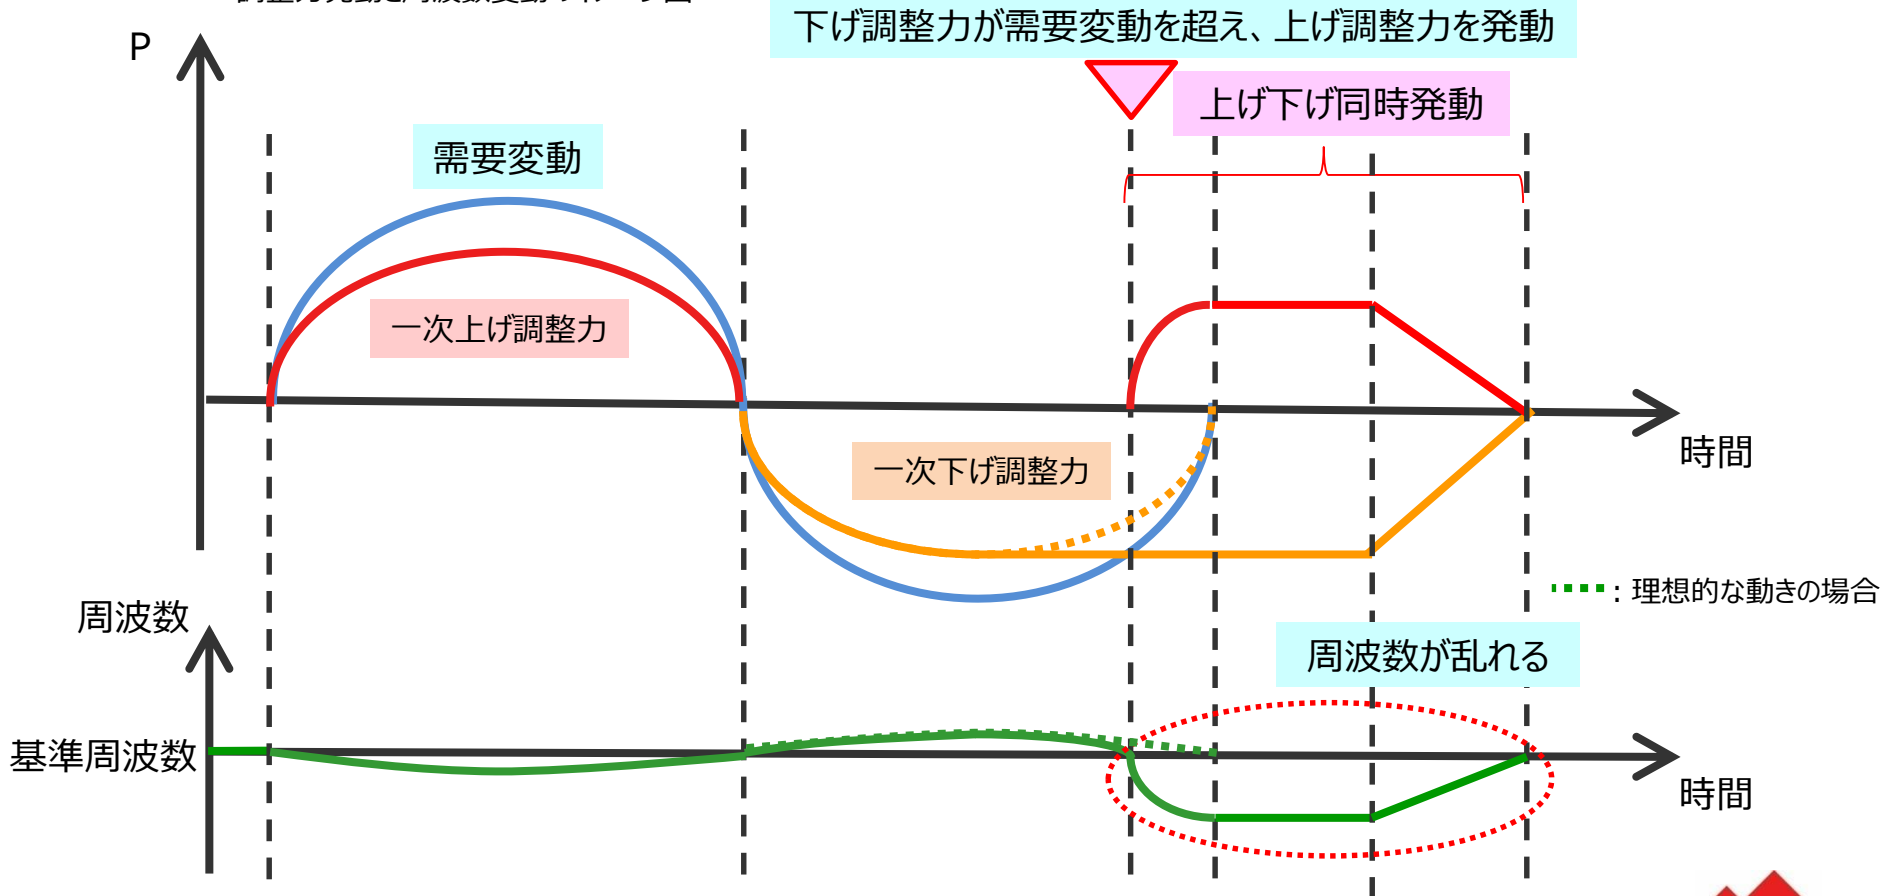 下げ調整力が需要変動を超え、上げ調整力を発動
P
上げ下げ同時発動
需要変動
一次上げ調整力
時間
一次下げ調整力
: 理想的な動きの場合
周波数
周波数が乱れる
基準周波数
時間